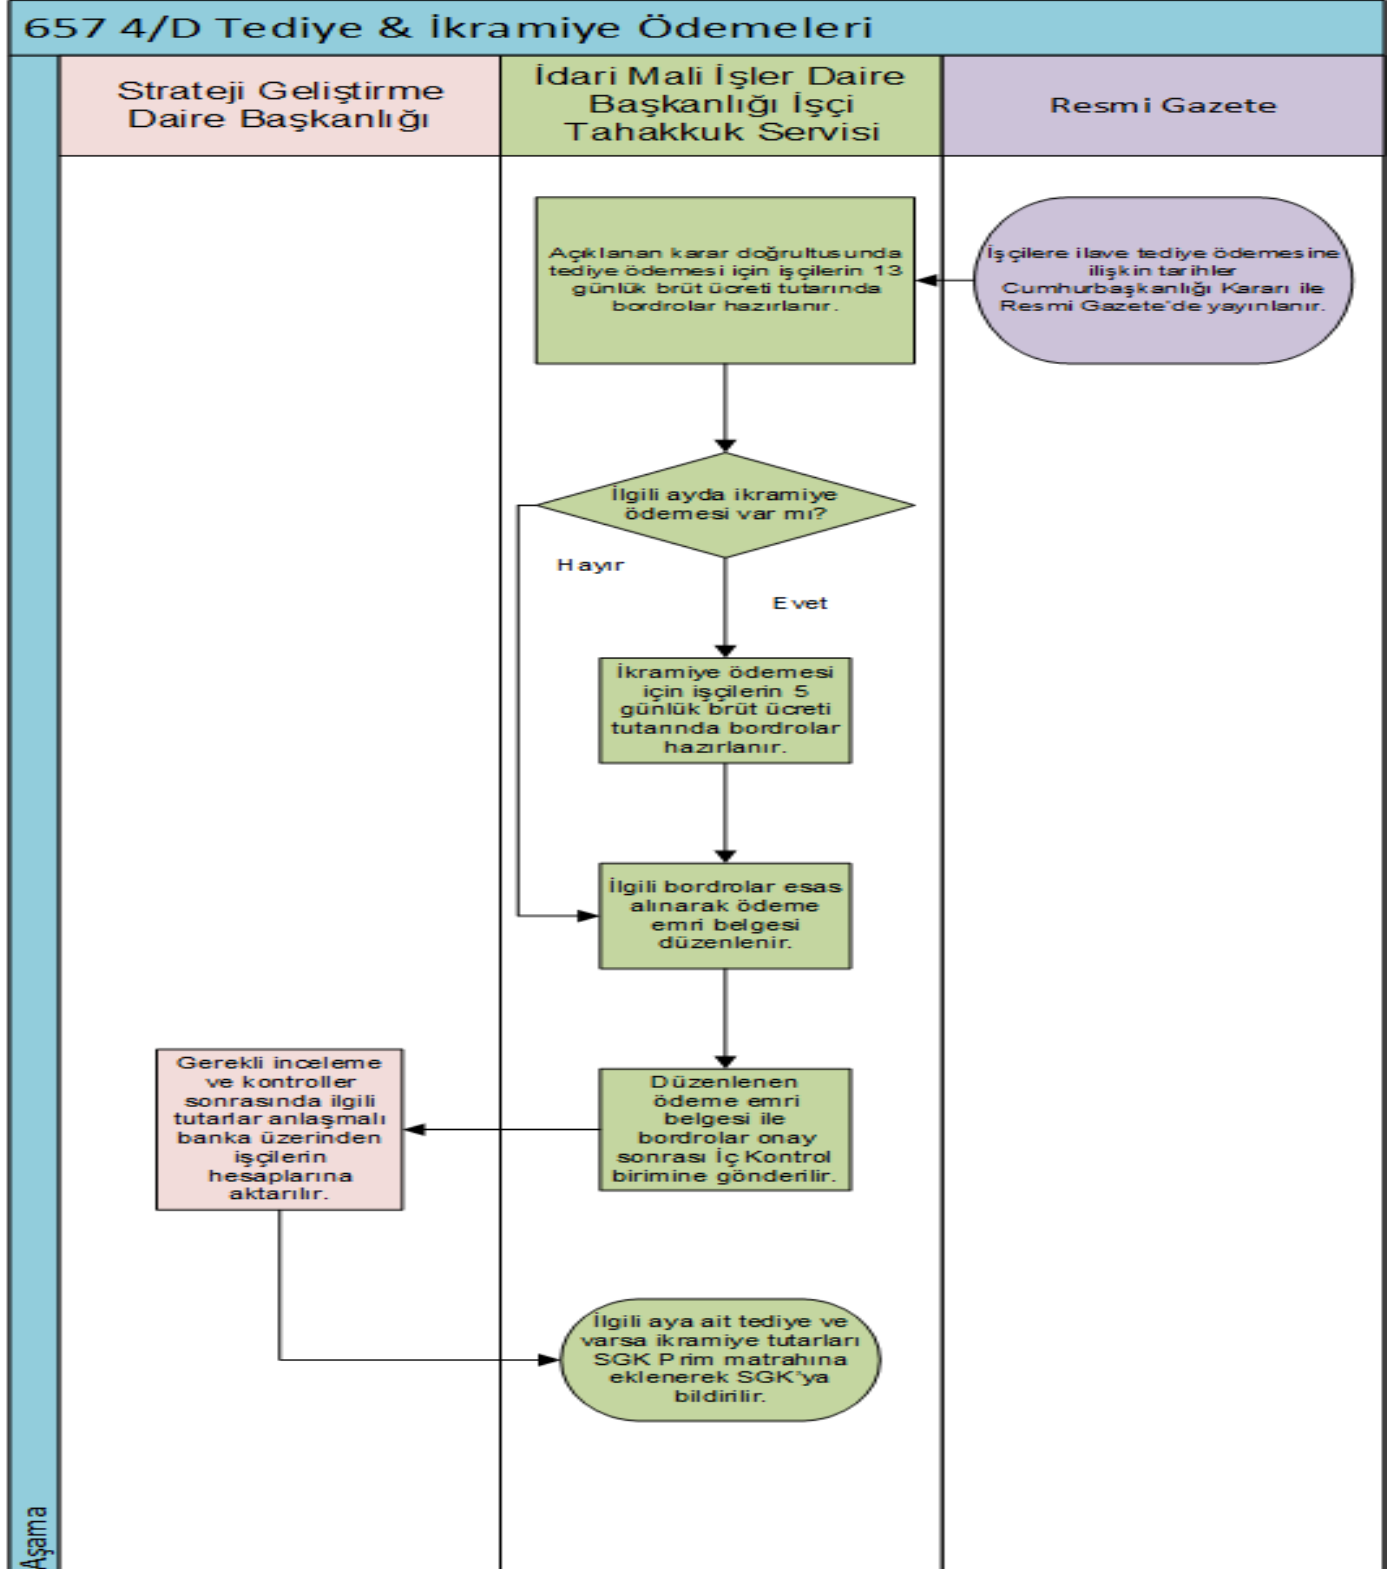 657 4/D Tediye & İkramiye Ödemeleri
Strateji Geliştirme
Daire Başkanlığı
İdari Mali İşler Daire
Başkanlığı İşçi
Tahakkuk Servisi
Resmi Gazete
İşçilere ilave tediye ödemesine
ilişkin tarihler
Cumhurbaşkanlığı Kararı ile
Resmi Gazete'de yayınlanır.
Açıklanan karar doğrultusunda
tediye ödemesi için işçilerin 13
günlük brüt ücreti tutarında
bordrolar hazırlanır.
İlgili ayda ikramiye
ödemesi var mı?
Hayır
Evet
İkramiye ödemesi
için işçilerin 5
günlük brüt ücreti
tutarında bordrolar
hazırlanır.
İlgili bordrolar esas
alınarak ödeme
emri belgesi
düzenlenir.
Düzenlenen
ödeme emri
belgesi ile
bordrolar onay
sonrası İç Kontrol
birimine gönderilir.
Gerekli inceleme
ve kontroller
sonrasında ilgili
tutarlar anlaşmalı
banka üzerinden
işçilerin
hesaplarına
aktarılır.
İlgili aya ait tediye ve
varsa ikramiye tutarları
SGK Prim matrahına
eklenerek SGK'ya
bildirilir.
Aşama